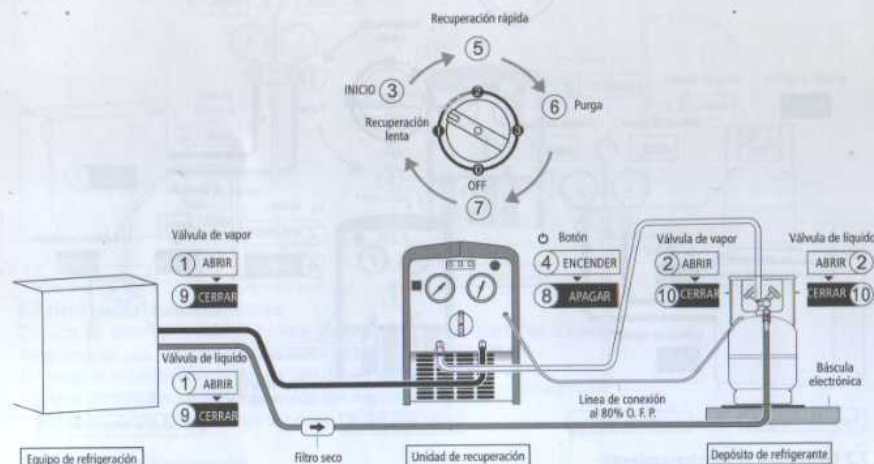 Recuperación rápida
5
INICIO 3
6 Purga
Recuperación
lenta
OFF
7
Válvula de vapor
1 ABRIR
9 CERRAR
Botón
4 ENCENDER
8 APAGAR
Válvula de vapor
2 ABRIR
10 CERRAR
Válvula de líquido
ABRIR 2
CERRAR 10
Válvula de líquido
1 ABRIR
9 CERRAR
Línea de conexión
al 80% O. F. P.
Báscula
electrónica
Equipo de refrigeración
Filtro seco
Unidad de recuperación
Depósito de refrigerante